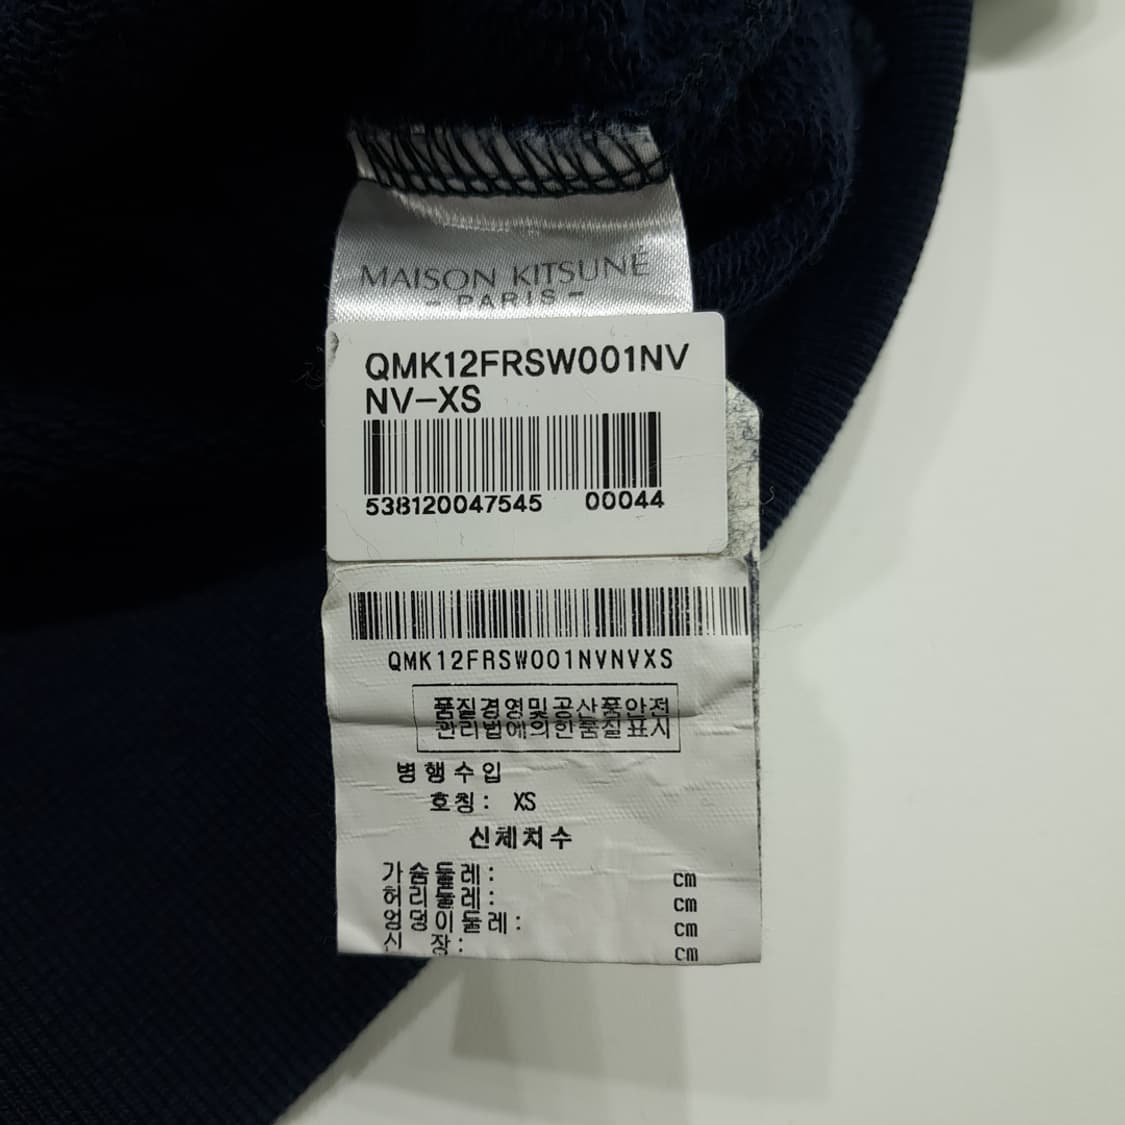 MAISON KITSUNÉ
- PARIS -
QMK12FRSW001NV
NV-XS
538120047545 00044
QMK12FRSW001NVNVXS
품질경영및공산품안전
관리법에의한품질표시
병행수입
호칭: XS
신체치수
가슴둘레: cm
허리둘레: cm
엉덩이둘레: cm
신 장: cm